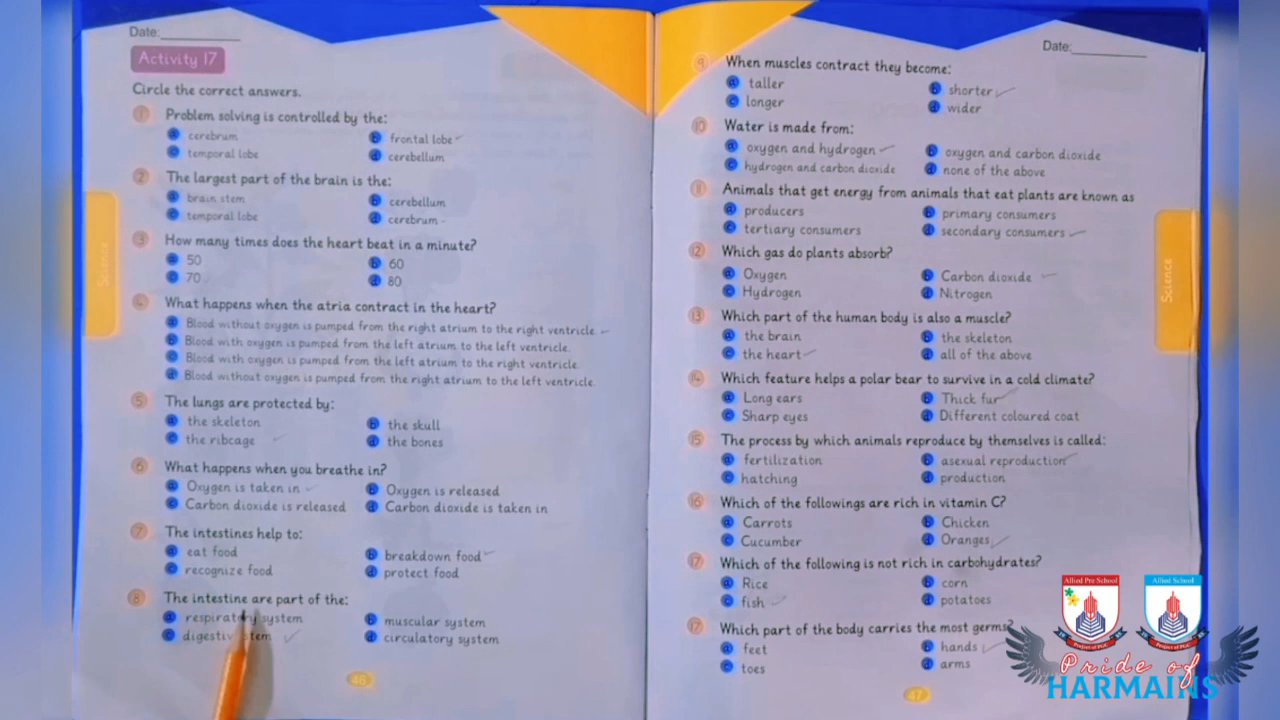 Date:
Activity 17
Circle the correct answers.
1 Problem solving is controlled by the:
a cerebrum b frontal lobe
c temporal lobe d cerebellum
2 The largest part of the brain is the:
a brain stem b cerebellum
c temporal lobe d cerebrum
3 How many times does the heart beat in a minute?
a 50 b 60
c 70 d 80
4 What happens when the atria contract in the heart?
a Blood without oxygen is pumped from the right atrium to the right ventricle.
b Blood with oxygen is pumped from the left atrium to the left ventricle.
c Blood with oxygen is pumped from the left atrium to the right ventricle.
d Blood without oxygen is pumped from the right atrium to the left ventricle.
5 The lungs are protected by:
a the skeleton b the skull
c the ribcage d the bones
6 What happens when you breathe in?
a Oxygen is taken in b Oxygen is released
c Carbon dioxide is released d Carbon dioxide is taken in
7 The intestines help to:
a eat food b breakdown food
c recognize food d protect food
8 The intestine are part of the:
a respiratory system b muscular system
c digestiv stem d circulatory system
46
Science
Date:
9 When muscles contract they become:
a taller b shorter
c longer d wider
10 Water is made from:
a oxygen and hydrogen b oxygen and carbon dioxide
c hydrogen and carbon dioxide d none of the above
11 Animals that get energy from animals that eat plants are known as
a producers b primary consumers
c tertiary consumers d secondary consumers
12 Which gas do plants absorb?
a Oxygen b Carbon dioxide
c Hydrogen d Nitrogen
13 Which part of the human body is also a muscle?
a the brain b the skeleton
c the heart d all of the above
14 Which feature helps a polar bear to survive in a cold climate?
a Long ears b Thick fur
c Sharp eyes d Different coloured coat
15 The process by which animals reproduce by themselves is called:
a fertilization b asexual reproduction
c hatching d production
16 Which of the followings are rich in vitamin C?
a Carrots b Chicken
c Cucumber d Oranges
17 Which of the following is not rich in carbohydrates?
a Rice b corn
c fish d potatoes
17 Which part of the body carries the most germs?
a feet b hands
c toes d arms
47
Science
Allied Pre School
Project of PGC
Allied School
Project of PGC
Pride of
HARMAINS